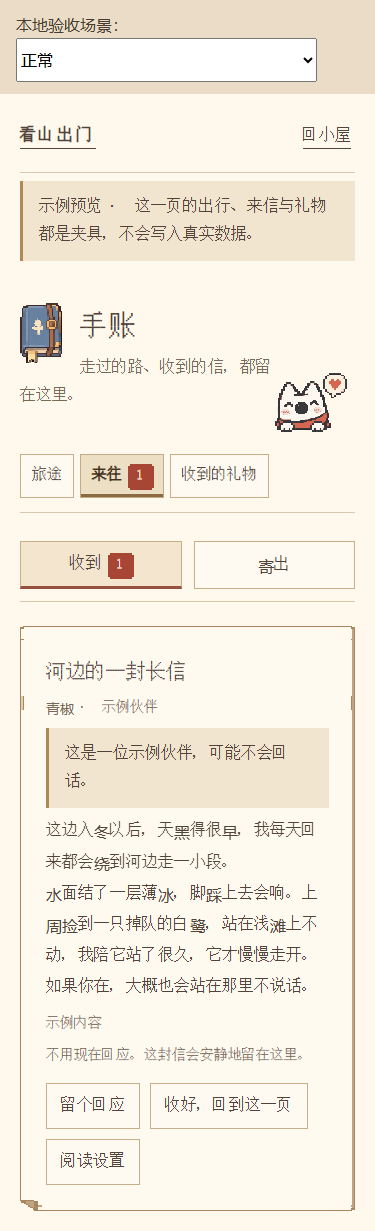 本地验收场景：
正常
看山出门
回小屋
示例预览 · 这一页的出行、来信与礼物
都是夹具，不会写入真实数据。
手账
走过的路、收到的信，都留
在这里。
旅途
来往 1
收到的礼物
收到 1
寄出
河边的一封长信
青椒 · 示例伙伴
这是一位示例伙伴，可能不会回
话。
这边入冬以后，天黑得很早，我每天回
来都会绕到河边走一小段。
水面结了一层薄冰，脚踩上去会响。上
周捡到一只掉队的白鹭，站在浅滩上不
动，我陪它站了很久，它才慢慢走开。
如果你在，大概也会站在那里不说话。
示例内容
不用现在回应。这封信会安静地留在这里。
留个回应
收好，回到这一页
阅读设置